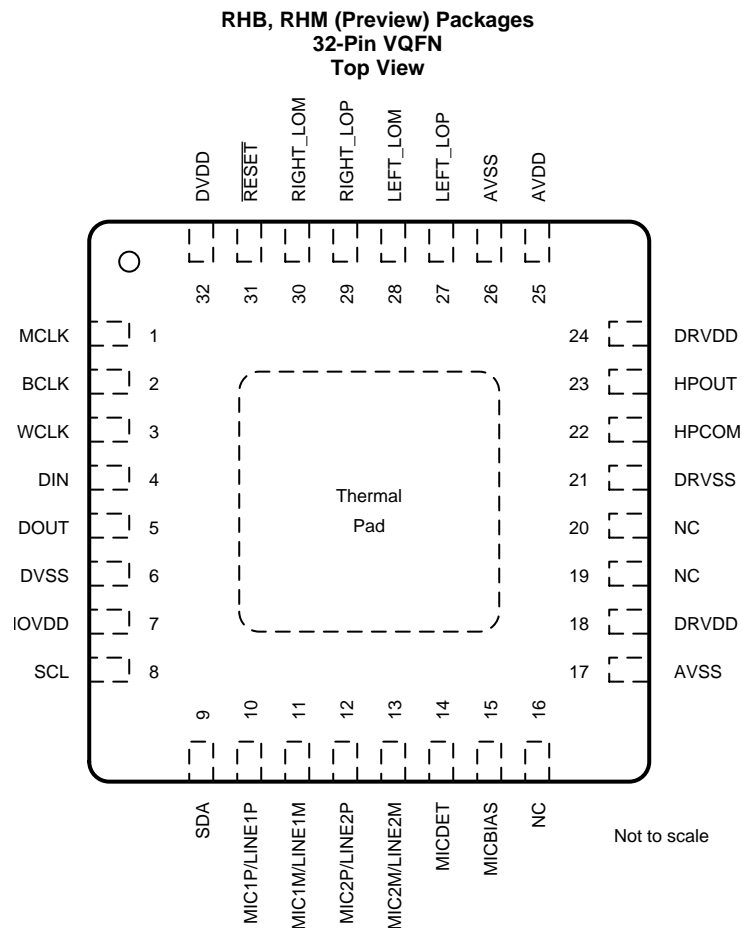 RHB, RHM (Preview) Packages
32-Pin VQFN
Top View
DVDD
RESET
RIGHT_LOM
RIGHT_LOP
LEFT_LOM
LEFT_LOP
AVSS
AVDD
32
31
30
29
28
27
26
25
MCLK 1
24 DRVDD
BCLK 2
23 HPOUT
WCLK 3
22 HPCOM
DIN 4
21 DRVSS
DOUT 5
20 NC
DVSS 6
19 NC
IOVDD 7
18 DRVDD
SCL 8
17 AVSS
Thermal
Pad
9
10
11
12
13
14
15
16
SDA
MIC1P/LINE1P
MIC1M/LINE1M
MIC2P/LINE2P
MIC2M/LINE2M
MICDET
MICBIAS
NC
Not to scale